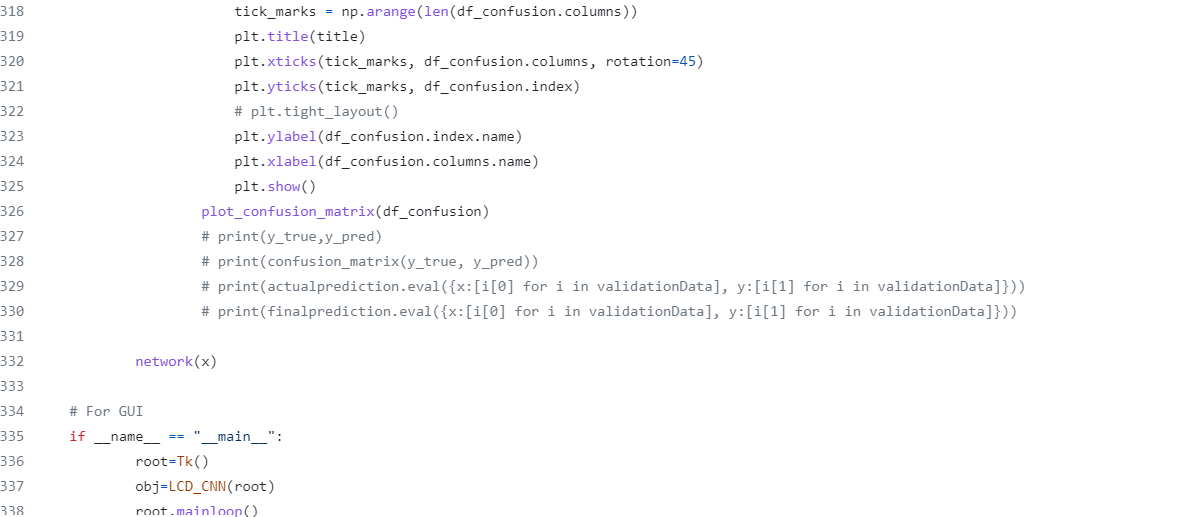 318 tick_marks = np.arange(len(df_confusion.columns))
319 plt.title(title)
320 plt.xticks(tick_marks, df_confusion.columns, rotation=45)
321 plt.yticks(tick_marks, df_confusion.index)
322 # plt.tight_layout()
323 plt.ylabel(df_confusion.index.name)
324 plt.xlabel(df_confusion.columns.name)
325 plt.show()
326 plot_confusion_matrix(df_confusion)
327 # print(y_true,y_pred)
328 # print(confusion_matrix(y_true, y_pred))
329 # print(actualprediction.eval({x:[i[0] for i in validationData], y:[i[1] for i in validationData]}))
330 # print(finalprediction.eval({x:[i[0] for i in validationData], y:[i[1] for i in validationData]}))
331
332 network(x)
333
334 # For GUI
335 if __name__ == "__main__":
336 root=Tk()
337 obj=LCD_CNN(root)
338 root.mainloop()